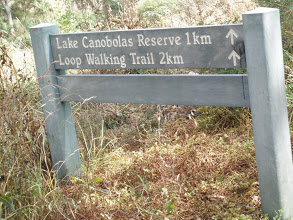 Lake Canobolas Reserve 1km ↑
Loop Walking Trail 2km ↑